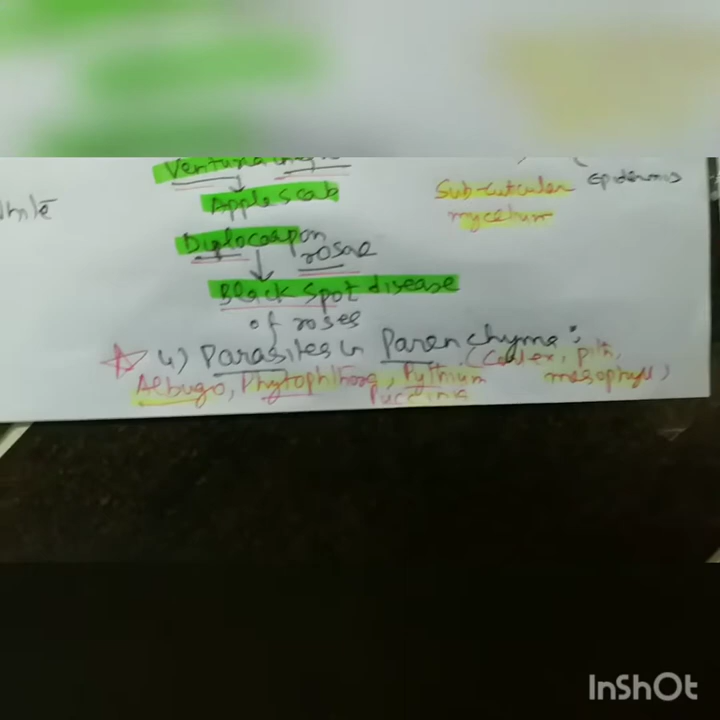 Ventuna
Apple Scab
Sub-cuticular epidermis
mycelium
Diplocarpon
rosae
Black Spot disease
of roses
4) Parasites in Parenchyma:
(Cortex, pith,
mesophyll)
Albugo, Phytophthora, Pythium
Puccinia
InShOt